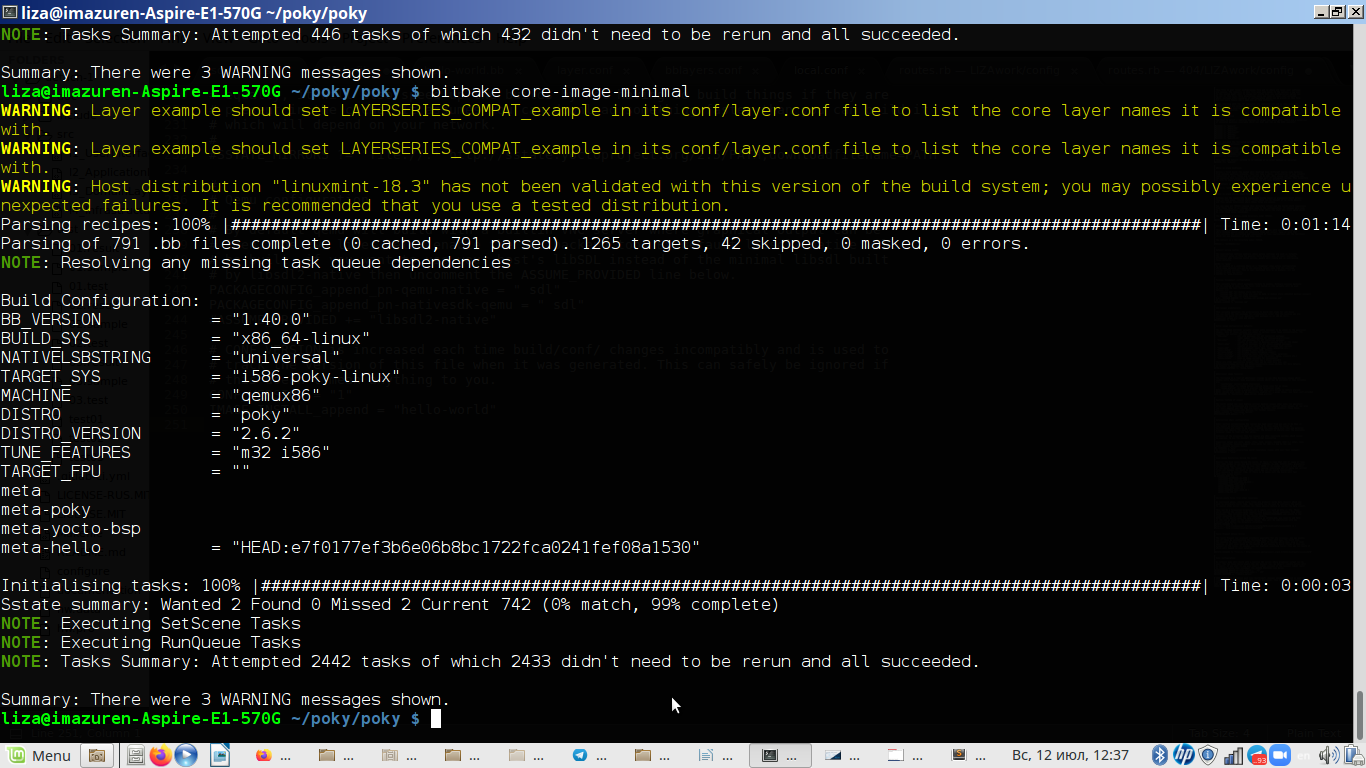 liza@imazuren-Aspire-E1-570G ~/poky/poky
NOTE: Tasks Summary: Attempted 446 tasks of which 432 didn't need to be rerun and all succeeded.
Summary: There were 3 WARNING messages shown.
liza@imazuren-Aspire-E1-570G ~/poky/poky $ bitbake core-image-minimal
WARNING: Layer example should set LAYERSERIES_COMPAT_example in its conf/layer.conf file to list the core layer names it is compatible
with.
WARNING: Layer example should set LAYERSERIES_COMPAT_example in its conf/layer.conf file to list the core layer names it is compatible
with.
WARNING: Host distribution "linuxmint-18.3" has not been validated with this version of the build system; you may possibly experience u
nexpected failures. It is recommended that you use a tested distribution.
Parsing recipes: 100% |#################################################################################################| Time: 0:01:14
Parsing of 791 .bb files complete (0 cached, 791 parsed). 1265 targets, 42 skipped, 0 masked, 0 errors.
NOTE: Resolving any missing task queue dependencies
Build Configuration:
BB_VERSION           = "1.40.0"
BUILD_SYS            = "x86_64-linux"
NATIVELSBSTRING      = "universal"
TARGET_SYS           = "i586-poky-linux"
MACHINE              = "qemux86"
DISTRO               = "poky"
DISTRO_VERSION       = "2.6.2"
TUNE_FEATURES        = "m32 i586"
TARGET_FPU           = ""
meta
meta-poky
meta-yocto-bsp
meta-hello           = "HEAD:e7f0177ef3b6e06b8bc1722fca0241fef08a1530"
Initialising tasks: 100% |##############################################################################################| Time: 0:00:03
Sstate summary: Wanted 2 Found 0 Missed 2 Current 742 (0% match, 99% complete)
NOTE: Executing SetScene Tasks
NOTE: Executing RunQueue Tasks
NOTE: Tasks Summary: Attempted 2442 tasks of which 2433 didn't need to be rerun and all succeeded.
Summary: There were 3 WARNING messages shown.
liza@imazuren-Aspire-E1-570G ~/poky/poky $
Menu ... ... ... ... ... ... ... ... ... ... ... ... Вс, 12 июл, 12:37